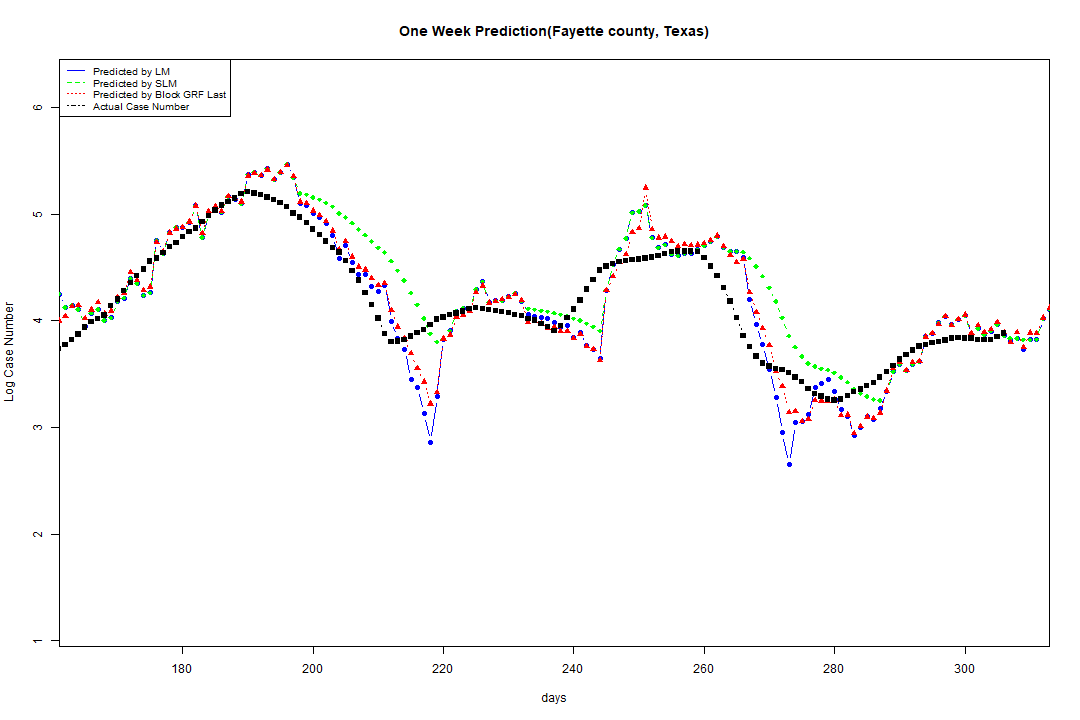 One Week Prediction(Fayette county, Texas)
Predicted by LM
Predicted by SLM
Predicted by Block GRF Last
Actual Case Number
6
5
4
3
2
1
Log Case Number
180 200 220 240 260 280 300
days